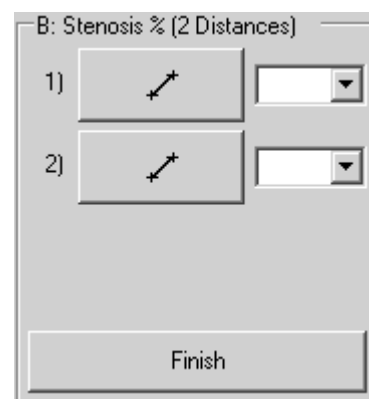 B: Stenosis % (2 Distances)
1)
2)
Finish